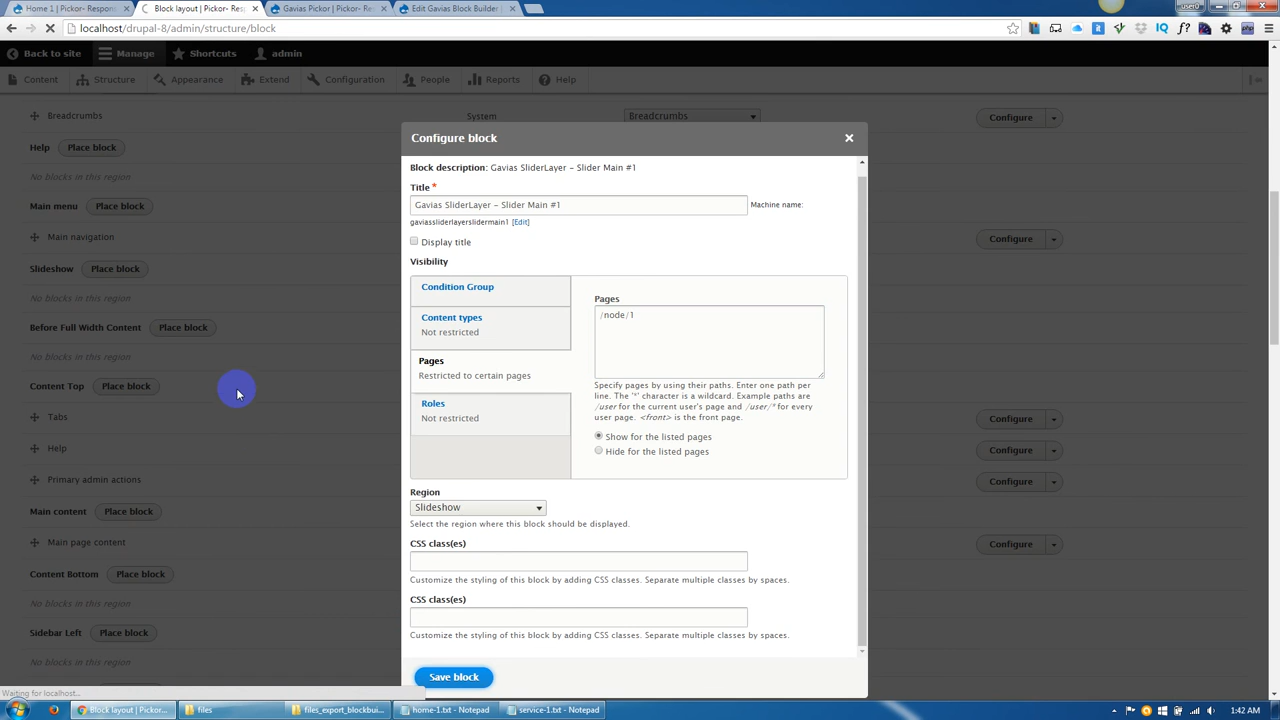 Home 1 | Pickor- Respons
Block layout | Pickor- Res
Gavias Pickor | Pickor- R
Edit Gavias Block Builder |
user0
localhost/drupal-8/admin/structure/block
Back to site
Manage
Shortcuts
admin
Content
Structure
Appearance
Extend
Configuration
People
Reports
Help
Breadcrumbs
System
Breadcrumbs
Configure
Help
Place block
No blocks in this region
Main menu
Place block
Main navigation
Configure
Slideshow
Place block
No blocks in this region
Before Full Width Content
Place block
No blocks in this region
Content Top
Place block
Tabs
Configure
Help
Configure
Primary admin actions
Configure
Main content
Place block
Main page content
Configure
Content Bottom
Place block
No blocks in this region
Sidebar Left
Place block
No blocks in this region
Configure block
Block description: Gavias SliderLayer – Slider Main #1
Title *
Gavias SliderLayer – Slider Main #1
Machine name:
gaviassliderlayerslidermain1 [Edit]
Display title
Visibility
Condition Group
Content types
Not restricted
Pages
Restricted to certain pages
Roles
Not restricted
Pages
/node/1
Specify pages by using their paths. Enter one path per
line. The '*' character is a wildcard. Example paths are
/user for the current user's page and /user/* for every
user page. <front> is the front page.
Show for the listed pages
Hide for the listed pages
Region
Slideshow
Select the region where this block should be displayed.
CSS class(es)
Customize the styling of this block by adding CSS classes. Separate multiple classes by spaces.
CSS class(es)
Customize the styling of this block by adding CSS classes. Separate multiple classes by spaces.
Save block
Waiting for localhost...
Block layout | Pickor...
files
files_export_blockbui...
home-1.txt - Notepad
service-1.txt - Notepad
1:42 AM